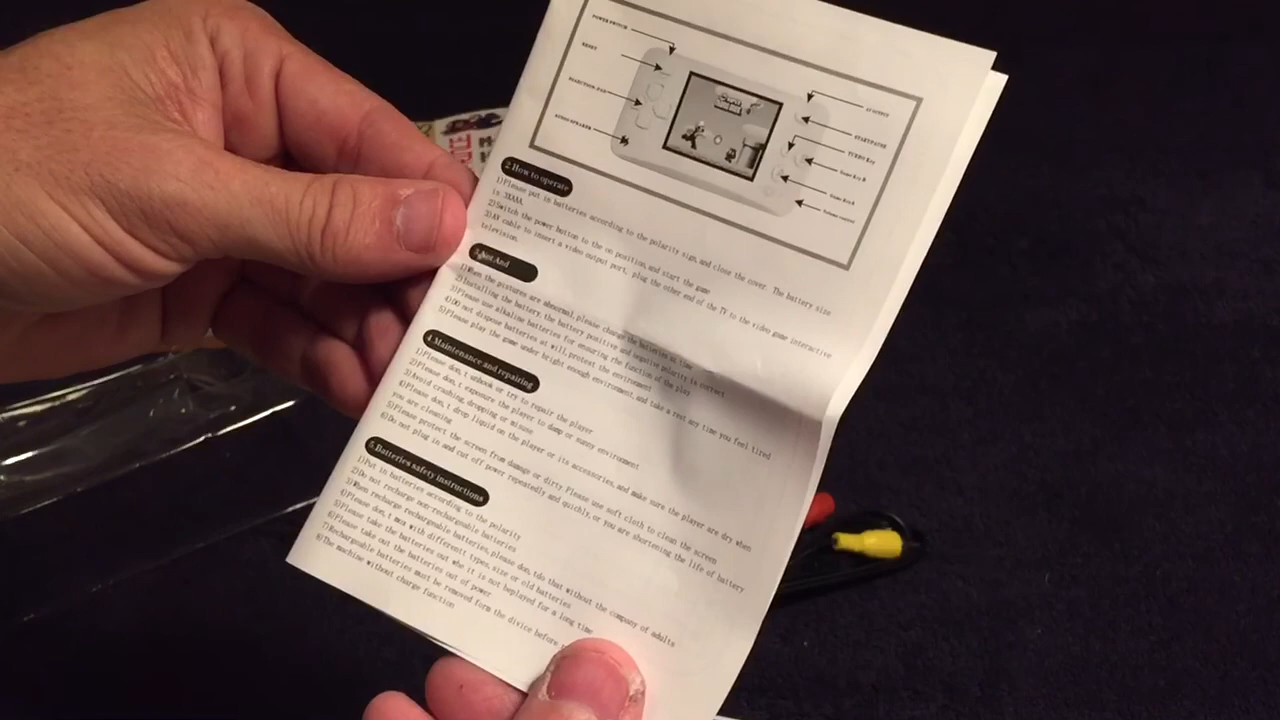 POWER SWITCH
RESET
DIRECTION PAD
AUDIO SPEAKER
AV OUTPUT
START/PAUSE
TURBO Key
Game Key B
Game Key A
Volume control
2 How to operate
1)Please put in batteries according to the polarity sign, and close the cover. The battery size
is 3XAAA.
2)Switch the power button to the on position, and start the game
3)AV cable to insert a video output port, plug the other end of the TV to the video game interactive
television.
And
1)When the pictures are abnormal, please change the batteries at time
2)Installing the battery, the battery positive and negative polarity is correct
3)Please use alkaline batteries for ensuring the function of the play
4)DO not dispose batteries at will, protect the environment
5)Please play the game under bright enough environment, and take a rest any time you feel tired
4 Maintenance and repairing
1)Please don,t unhook or try to repair the player
2)Please don,t exposure the player to damp or sunny environment
3)Avoid crashing, dropping or misuse
4)Please don,t drop liquid on the player or its accessories, and make sure the player are dry when
you are cleaning
5)Please protect the screen from damage or dirty Please use soft cloth to clean the screen
6)Do not plug in and cut off power repeatedly and quickly, or you are shortening the life of battery
5 Batteries safety instructions
1)Put in batteries according to the polarity
2)Do not recharge non-rechargeable batteries
3)When recharge rechargeable batteries, please don, tdo that without the company of adults
4)Please don,t mex with differentt types, size or old batteries
5)Please take the batteries out whe it is not beplayed for a long time
6)Please take out the batteries out of power
7)Rechargeable batteries must be removed form the divice before
8)The machine without charge function